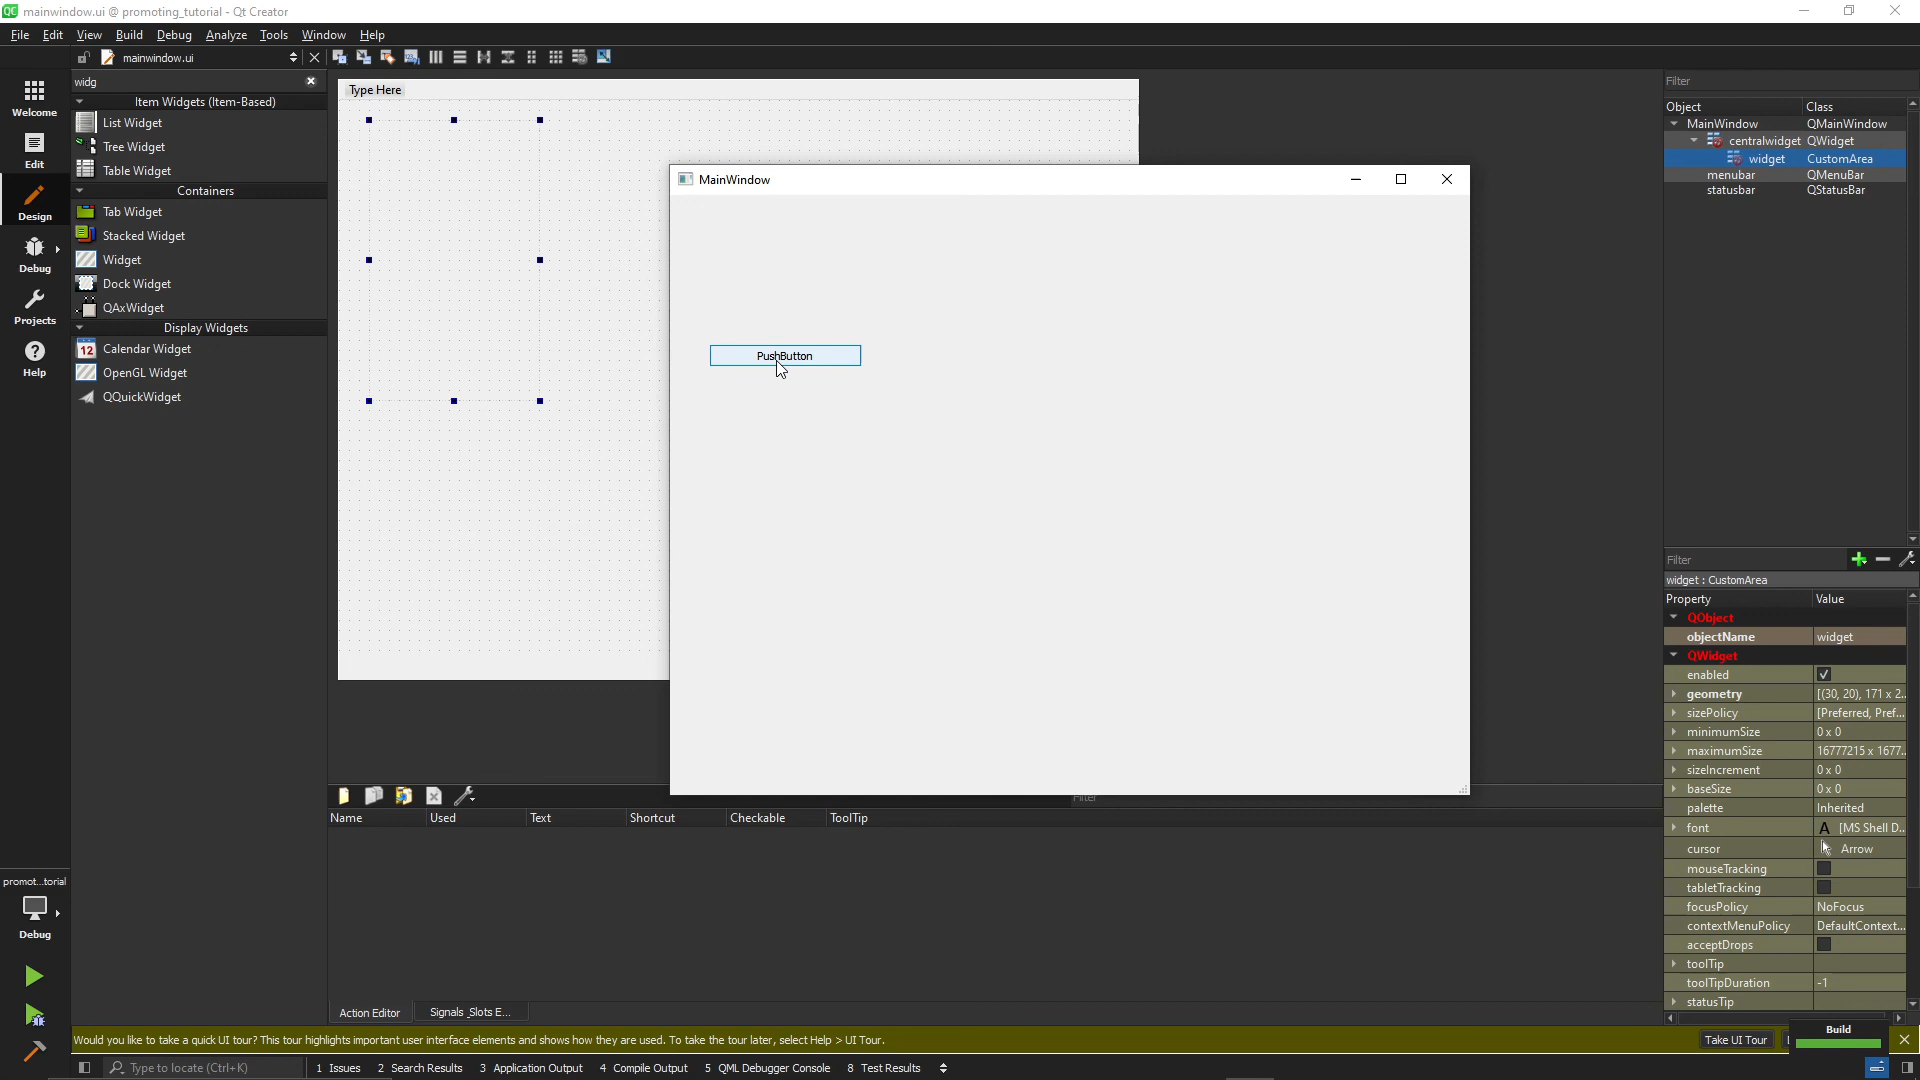 mainwindow.ui @ promoting_tutorial - Qt Creator
File Edit View Build Debug Analyze Tools Window Help
mainwindow.ui
widg
Item Widgets (Item-Based)
List Widget
Tree Widget
Table Widget
Containers
Tab Widget
Stacked Widget
Widget
Dock Widget
QAxWidget
Display Widgets
Calendar Widget
OpenGL Widget
QQuickWidget
Welcome
Edit
Design
Debug
Projects
Help
promot...torial
Debug
Type Here
MainWindow
PushButton
Filter
Name Used Text Shortcut Checkable ToolTip
Action Editor Signals _Slots E...
Filter
Object Class
MainWindow QMainWindow
centralwidget QWidget
widget CustomArea
menubar QMenuBar
statusbar QStatusBar
Filter
widget : CustomArea
Property Value
QObject
objectName widget
QWidget
enabled
geometry [(30, 20), 171 x 2...
sizePolicy [Preferred, Pref...
minimumSize 0 x 0
maximumSize 16777215 x 1677...
sizeIncrement 0 x 0
baseSize 0 x 0
palette Inherited
font A [MS Shell D...
cursor Arrow
mouseTracking
tabletTracking
focusPolicy NoFocus
contextMenuPolicy DefaultContext...
acceptDrops
toolTip
toolTipDuration -1
statusTip
Build
Would you like to take a quick UI tour? This tour highlights important user interface elements and shows how they are used. To take the tour later, select Help > UI Tour.
Take UI Tour
Type to locate (Ctrl+K)
1 Issues 2 Search Results 3 Application Output 4 Compile Output 5 QML Debugger Console 8 Test Results